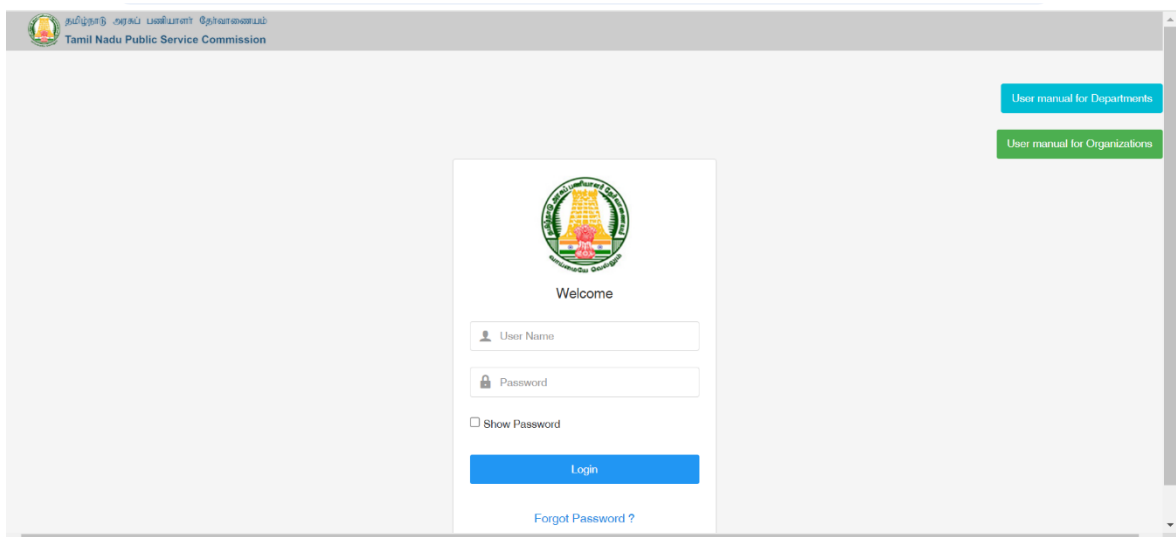 தமிழ்நாடு அரசுப் பணியாளர் தேர்வாணையம்
Tamil Nadu Public Service Commission
User manual for Departments
User manual for Organizations
Welcome
User Name
Password
Show Password
Login
Forgot Password ?